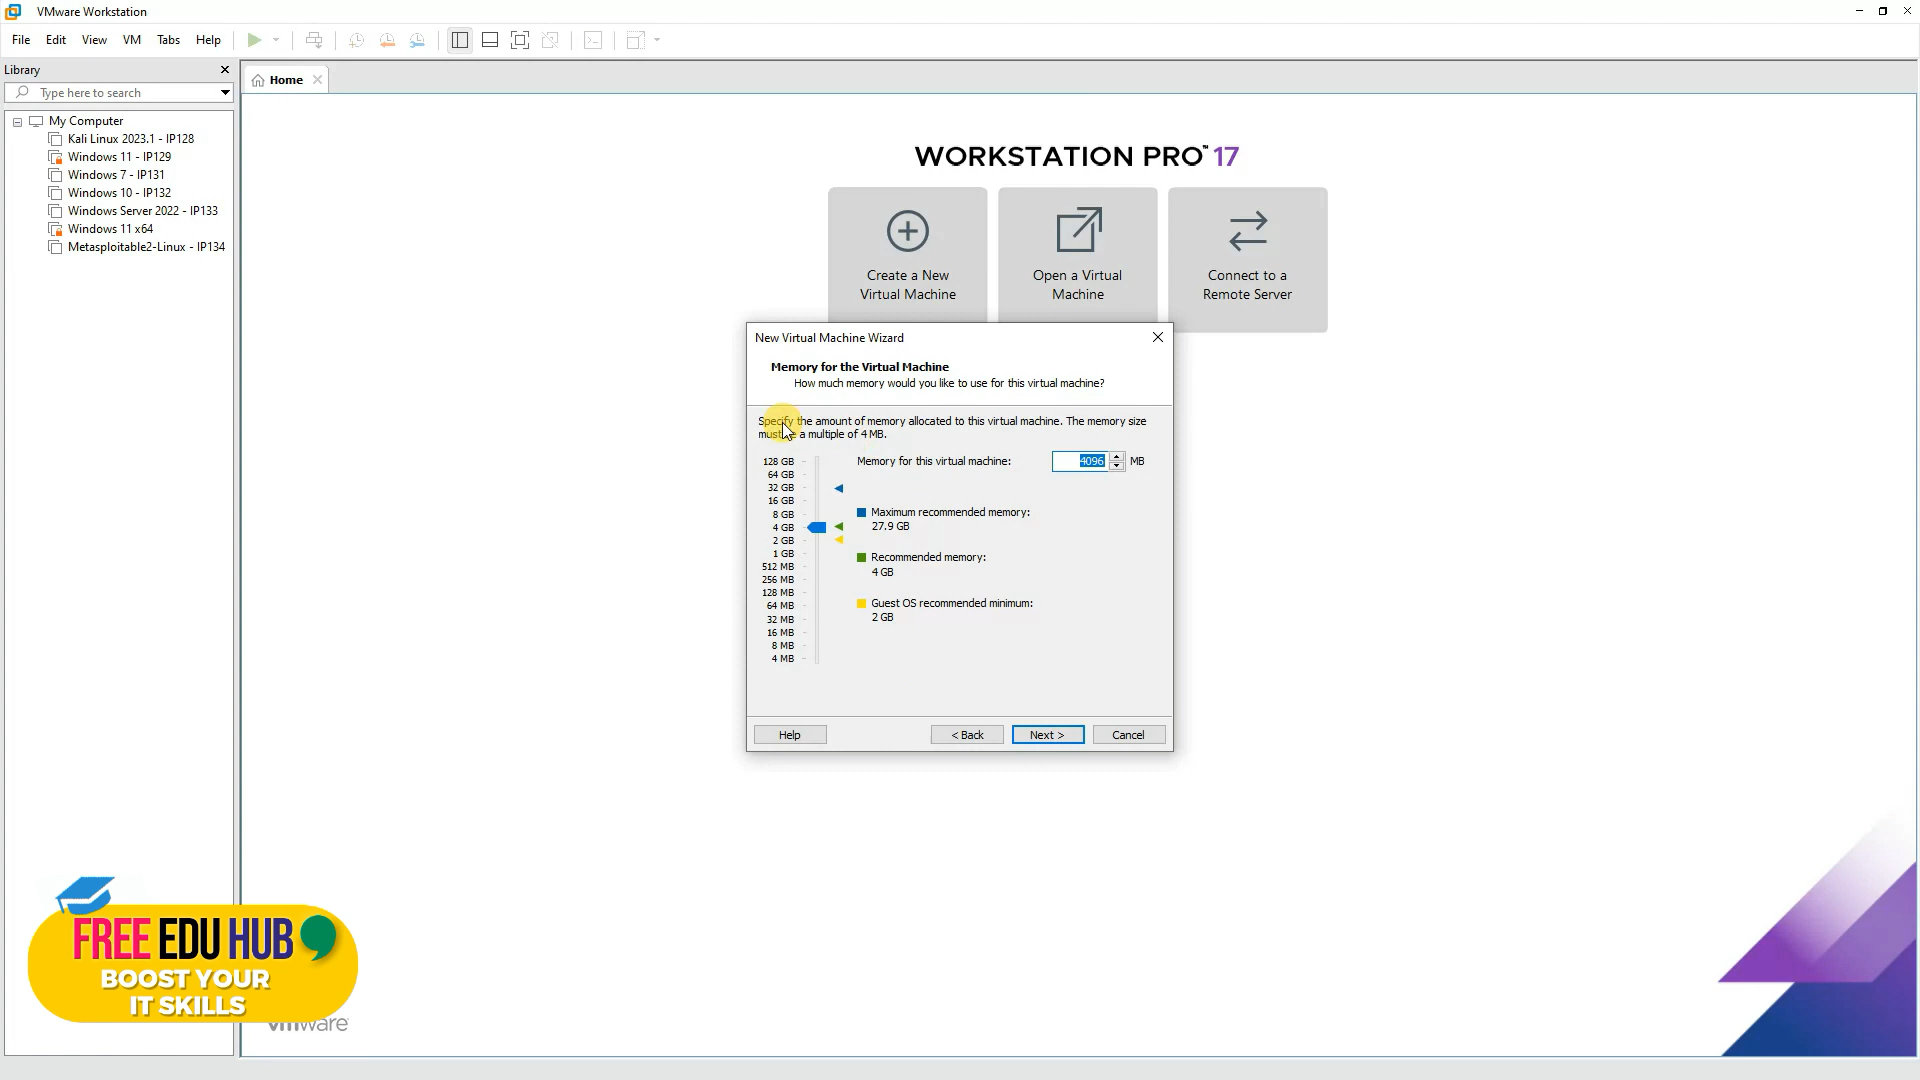 VMware Workstation
File Edit View VM Tabs Help
Library
Type here to search
My Computer
Kali Linux 2023.1 - IP128
Windows 11 - IP129
Windows 7 - IP131
Windows 10 - IP132
Windows Server 2022 - IP133
Windows 11 x64
Metasploitable2-Linux - IP134
Home
WORKSTATION PRO™ 17
Create a New
Virtual Machine
Open a Virtual
Machine
Connect to a
Remote Server
New Virtual Machine Wizard
Memory for the Virtual Machine
How much memory would you like to use for this virtual machine?
Specify the amount of memory allocated to this virtual machine. The memory size
must be a multiple of 4 MB.
128 GB
64 GB
32 GB
16 GB
8 GB
4 GB
2 GB
1 GB
512 MB
256 MB
128 MB
64 MB
32 MB
16 MB
8 MB
4 MB
Memory for this virtual machine: 4096 MB
Maximum recommended memory:
27.9 GB
Recommended memory:
4 GB
Guest OS recommended minimum:
2 GB
Help
< Back
Next >
Cancel
FREE EDU HUB
BOOST YOUR
IT SKILLS
vmware